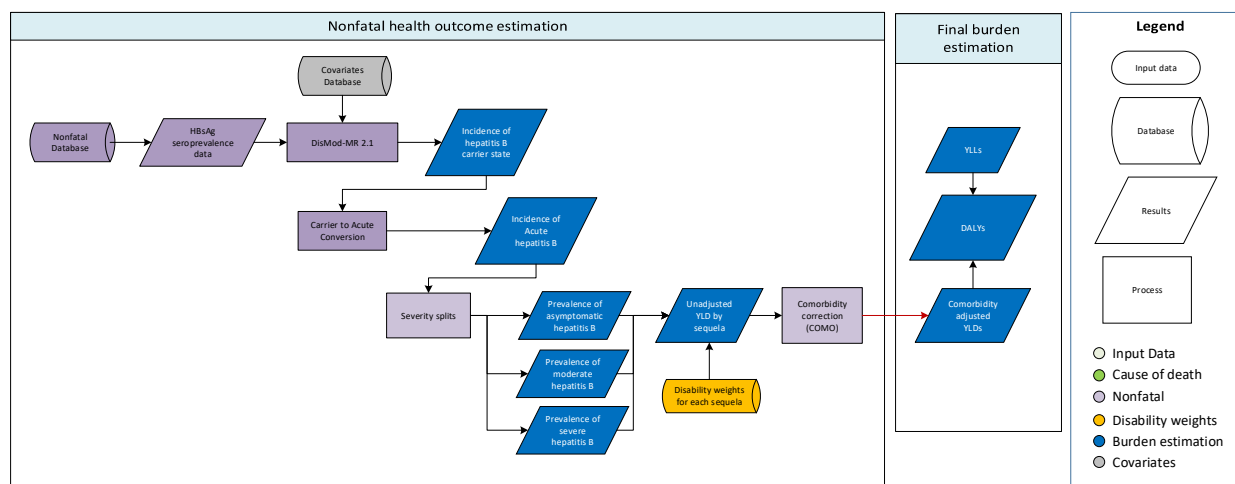 Nonfatal health outcome estimation
Final burden
estimation
Legend
Covariates
Database
Nonfatal
Database
HBsAg
seroprevalence
data
DisMod-MR 2.1
Incidence of
hepatitis B
carrier state
Carrier to Acute
Conversion
Incidence of
Acute
hepatitis B
Severity splits
Prevalence of
asymptomatic
hepatitis B
Prevalence of
moderate
hepatitis B
Prevalence of
severe
hepatitis B
Unadjusted
YLD by
sequela
Disability weights
for each sequela
Comorbidity
correction
(COMO)
YLLs
DALYs
Comorbidity
adjusted
YLDs
Input data
Database
Results
Process
Input Data
Cause of death
Nonfatal
Disability weights
Burden estimation
Covariates